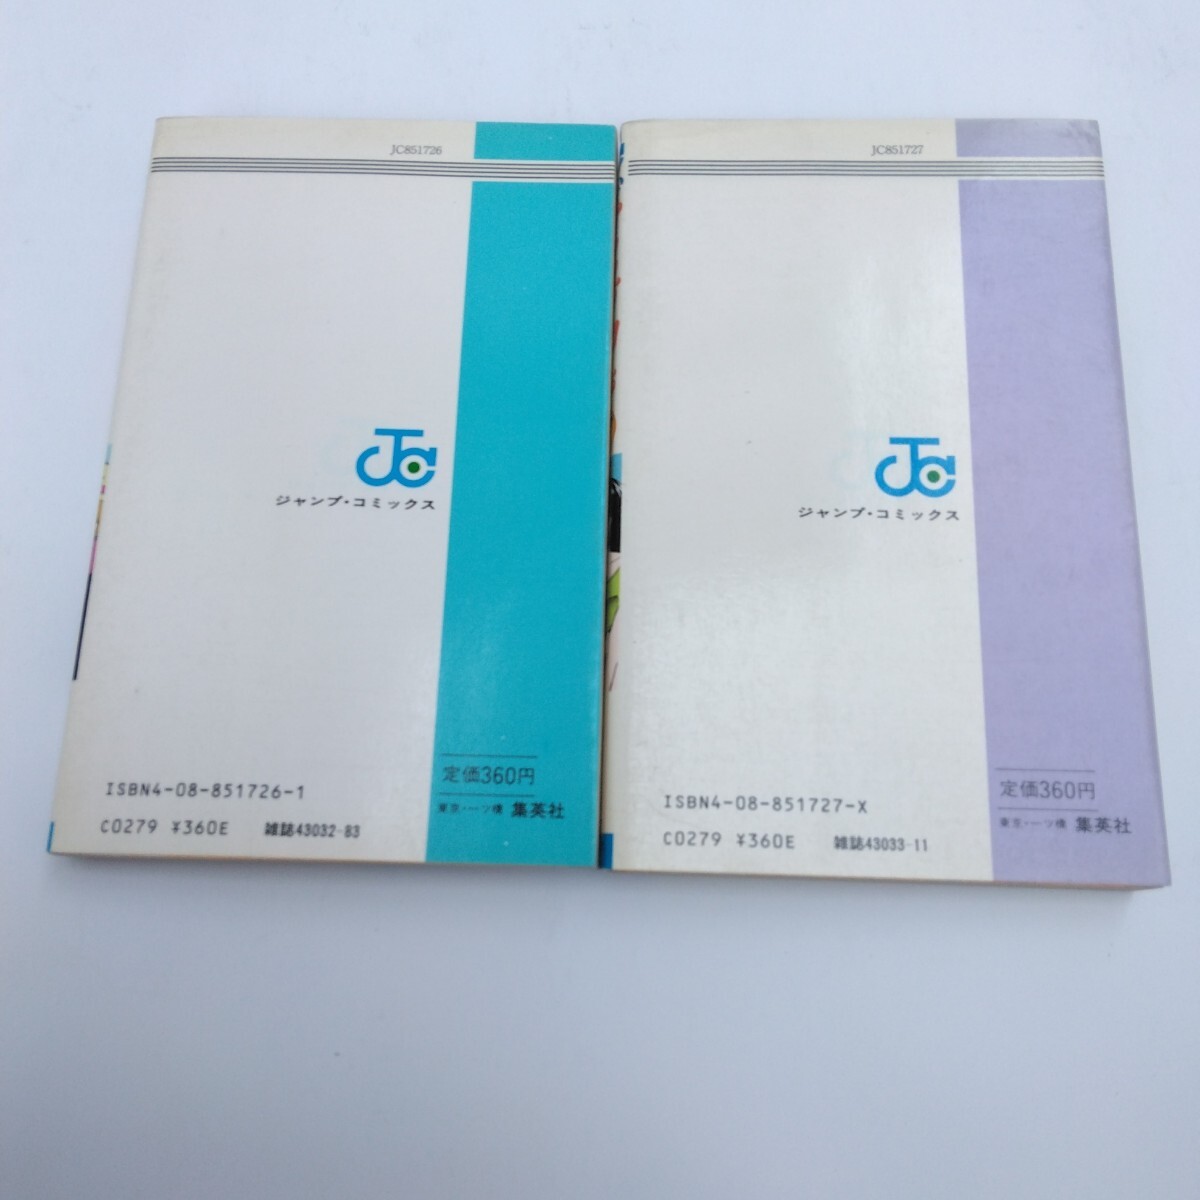 JC851726
JC
ジャンプ・コミックス
定価360円
ISBN4-08-851726-1
東京・一ツ橋 集英社
C0279 ¥360E 雑誌43032-83
JC851727
JC
ジャンプ・コミックス
定価360円
ISBN4-08-851727-X
東京・一ツ橋 集英社
C0279 ¥360E 雑誌43033-11